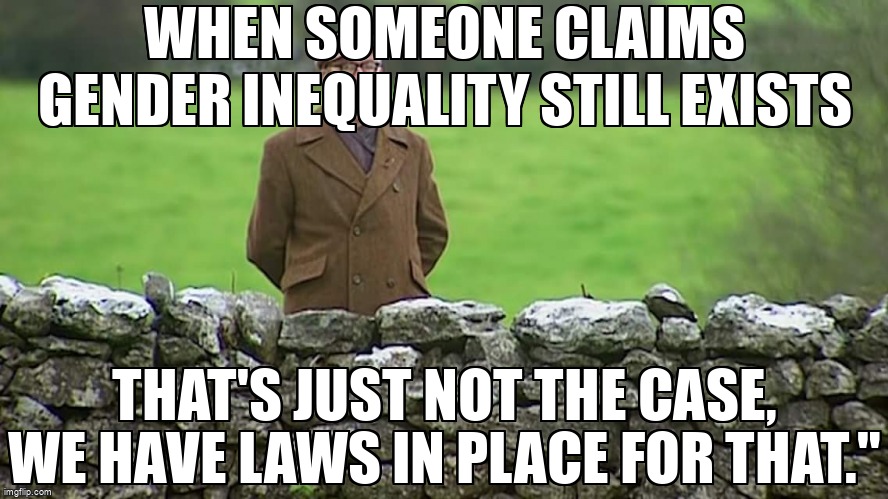 WHEN SOMEONE CLAIMS
GENDER INEQUALITY STILL EXISTS
THAT'S JUST NOT THE CASE,
WE HAVE LAWS IN PLACE FOR THAT."
imgflip.com